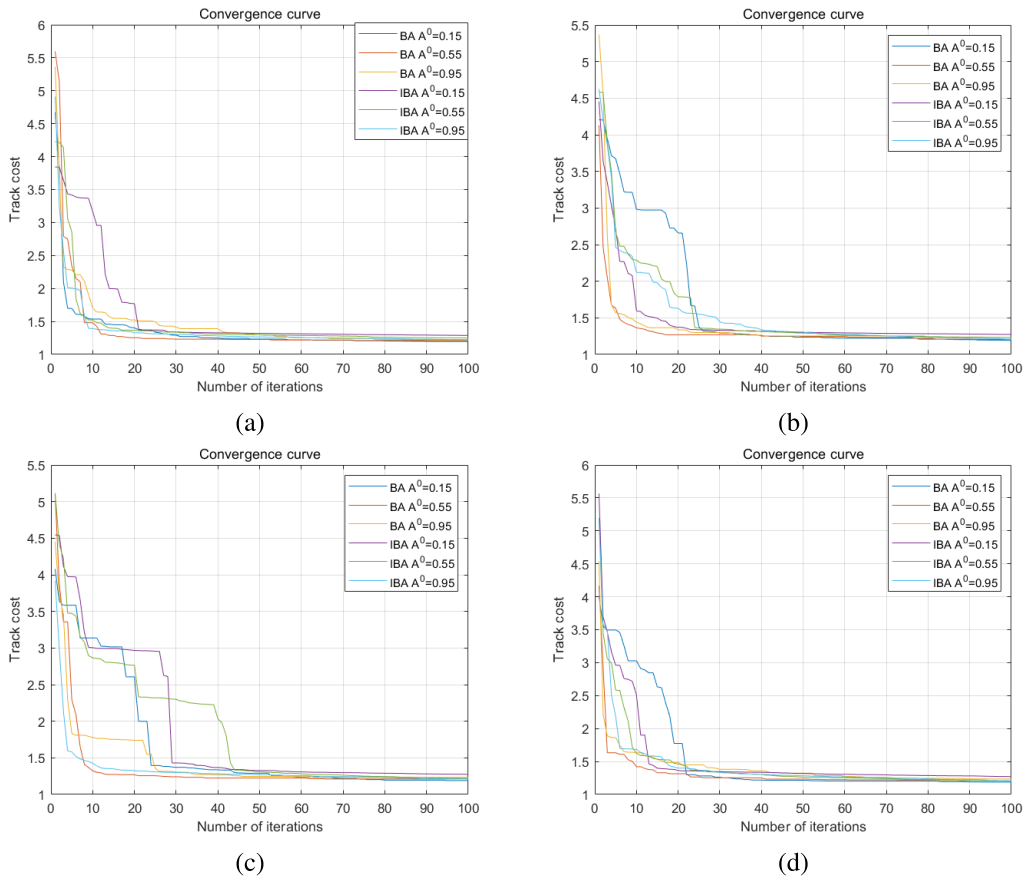 Convergence curve
6
5.5
5
4.5
4
3.5
3
2.5
2
1.5
1
Track cost
BA A⁰=0.15
BA A⁰=0.55
BA A⁰=0.95
IBA A⁰=0.15
IBA A⁰=0.55
IBA A⁰=0.95
0 10 20 30 40 50 60 70 80 90 100
Number of iterations
(a)
Convergence curve
5.5
5
4.5
4
3.5
3
2.5
2
1.5
1
Track cost
BA A⁰=0.15
BA A⁰=0.55
BA A⁰=0.95
IBA A⁰=0.15
IBA A⁰=0.55
IBA A⁰=0.95
0 10 20 30 40 50 60 70 80 90 100
Number of iterations
(b)
Convergence curve
5.5
5
4.5
4
3.5
3
2.5
2
1.5
1
Track cost
BA A⁰=0.15
BA A⁰=0.55
BA A⁰=0.95
IBA A⁰=0.15
IBA A⁰=0.55
IBA A⁰=0.95
0 10 20 30 40 50 60 70 80 90 100
Number of iterations
(c)
Convergence curve
6
5.5
5
4.5
4
3.5
3
2.5
2
1.5
1
Track cost
BA A⁰=0.15
BA A⁰=0.55
BA A⁰=0.95
IBA A⁰=0.15
IBA A⁰=0.55
IBA A⁰=0.95
0 10 20 30 40 50 60 70 80 90 100
Number of iterations
(d)